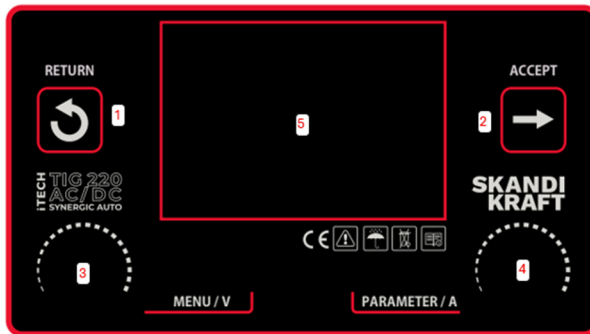 RETURN
ACCEPT
1
2
5
iTECH
TIG 220
AC/DC
SYNERGIC AUTO
SKANDI
KRAFT
CE
3
4
MENU / V
PARAMETER / A